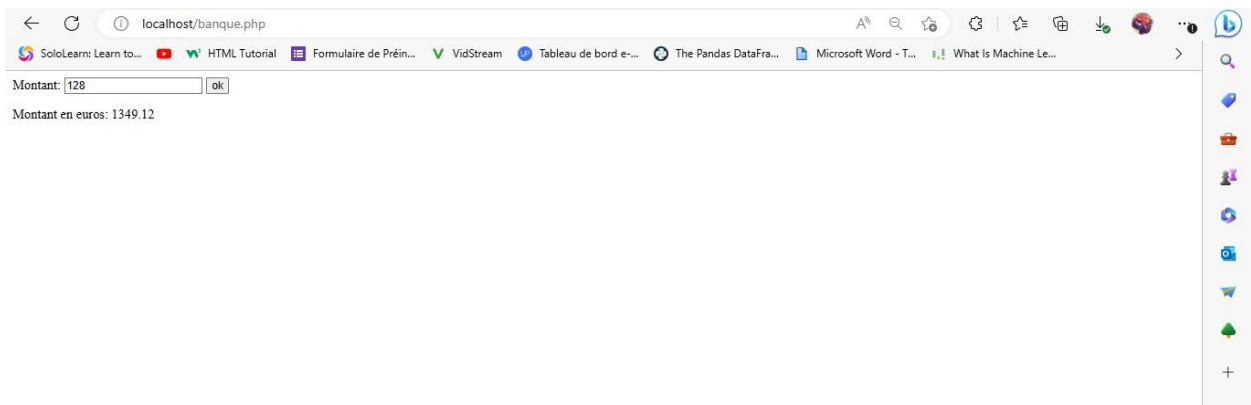 localhost/banque.php
SoloLearn: Learn to... HTML Tutorial Formulaire de Préin... VidStream Tableau de bord e-... The Pandas DataFra... Microsoft Word - T... What Is Machine Le...
Montant: 128 ok
Montant en euros: 1349.12